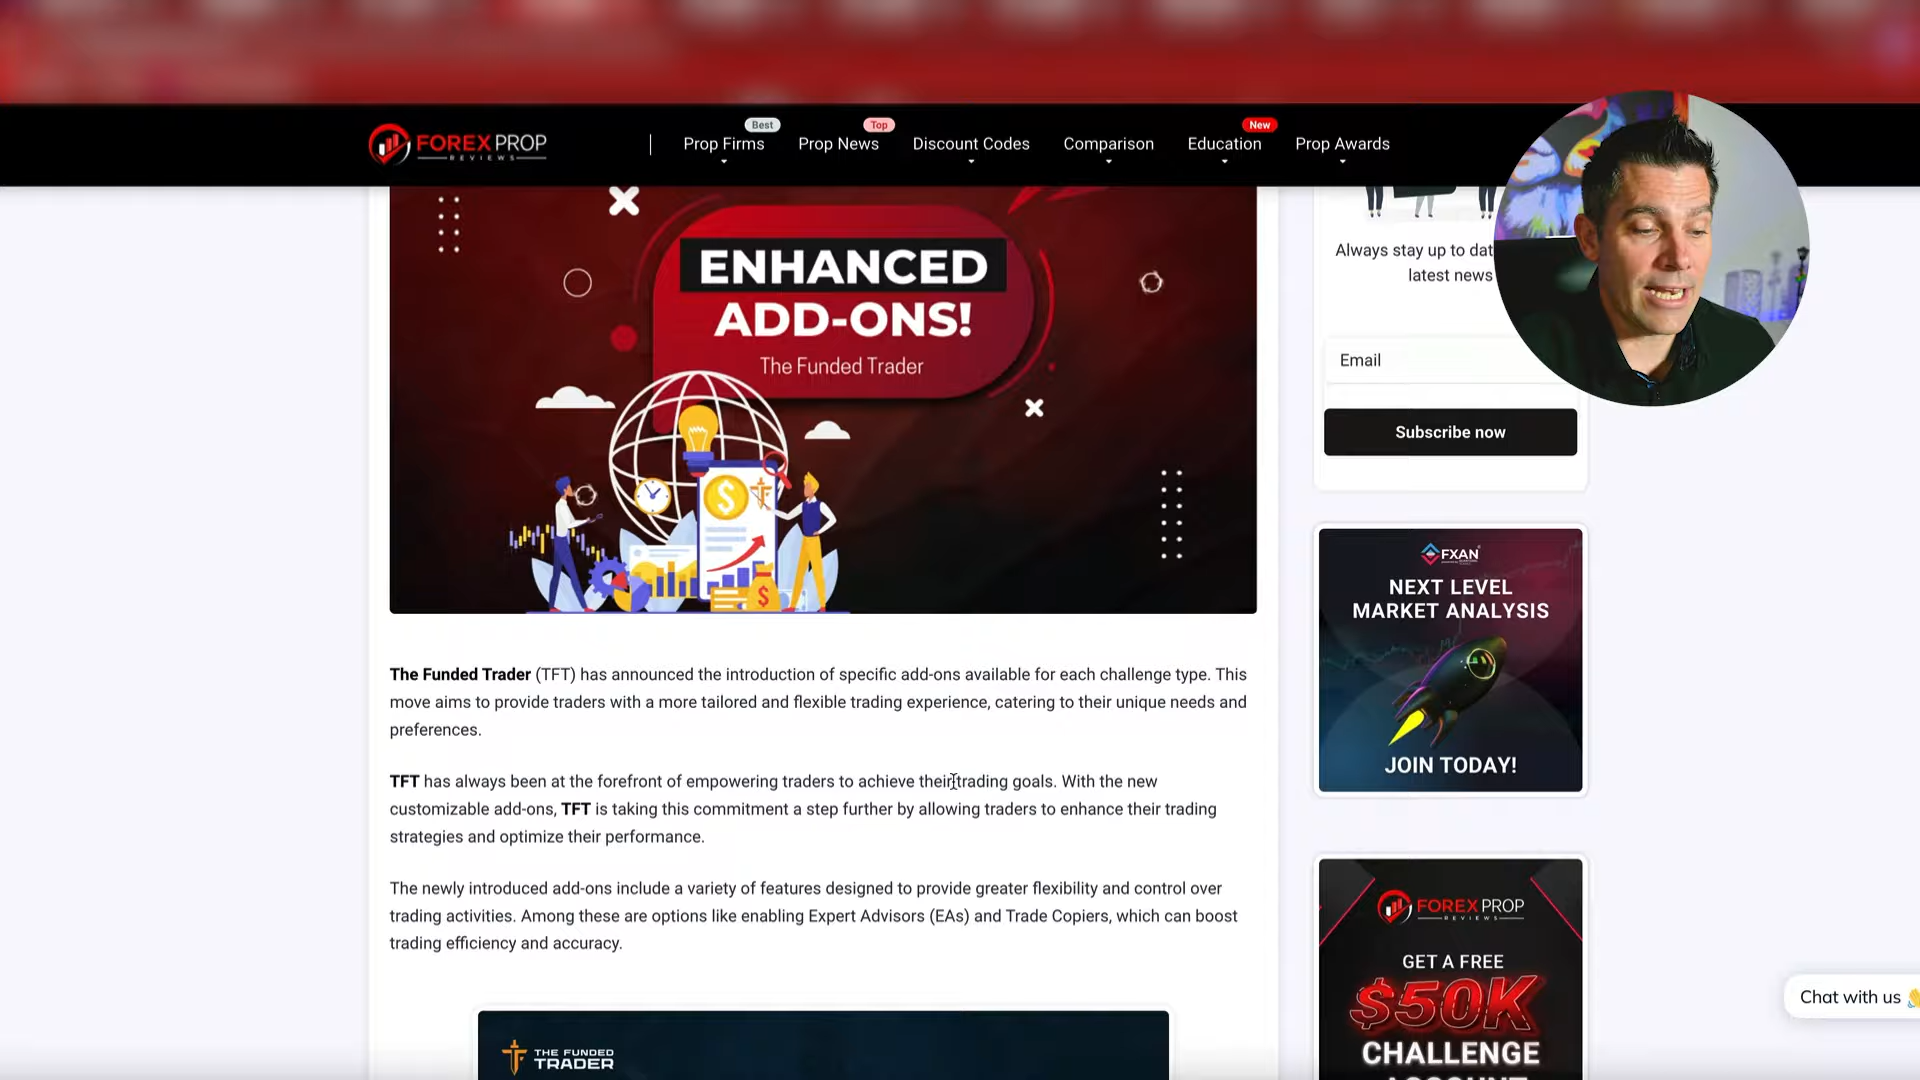 FOREX PROP
REVIEWS
Best
Prop Firms
Top
Prop News
Discount Codes
Comparison
New
Education
Prop Awards
ENHANCED
ADD-ONS!
The Funded Trader
$
$
The Funded Trader (TFT) has announced the introduction of specific add-ons available for each challenge type. This
move aims to provide traders with a more tailored and flexible trading experience, catering to their unique needs and
preferences.
TFT has always been at the forefront of empowering traders to achieve their trading goals. With the new
customizable add-ons, TFT is taking this commitment a step further by allowing traders to enhance their trading
strategies and optimize their performance.
The newly introduced add-ons include a variety of features designed to provide greater flexibility and control over
trading activities. Among these are options like enabling Expert Advisors (EAs) and Trade Copiers, which can boost
trading efficiency and accuracy.
THE FUNDED
TRADER
Always stay up to dat
latest news
Email
Subscribe now
FXAN
NEXT LEVEL
MARKET ANALYSIS
JOIN TODAY!
FOREX PROP
REVIEWS
GET A FREE
$50K
CHALLENGE
ACCOUNT
Chat with us 👋